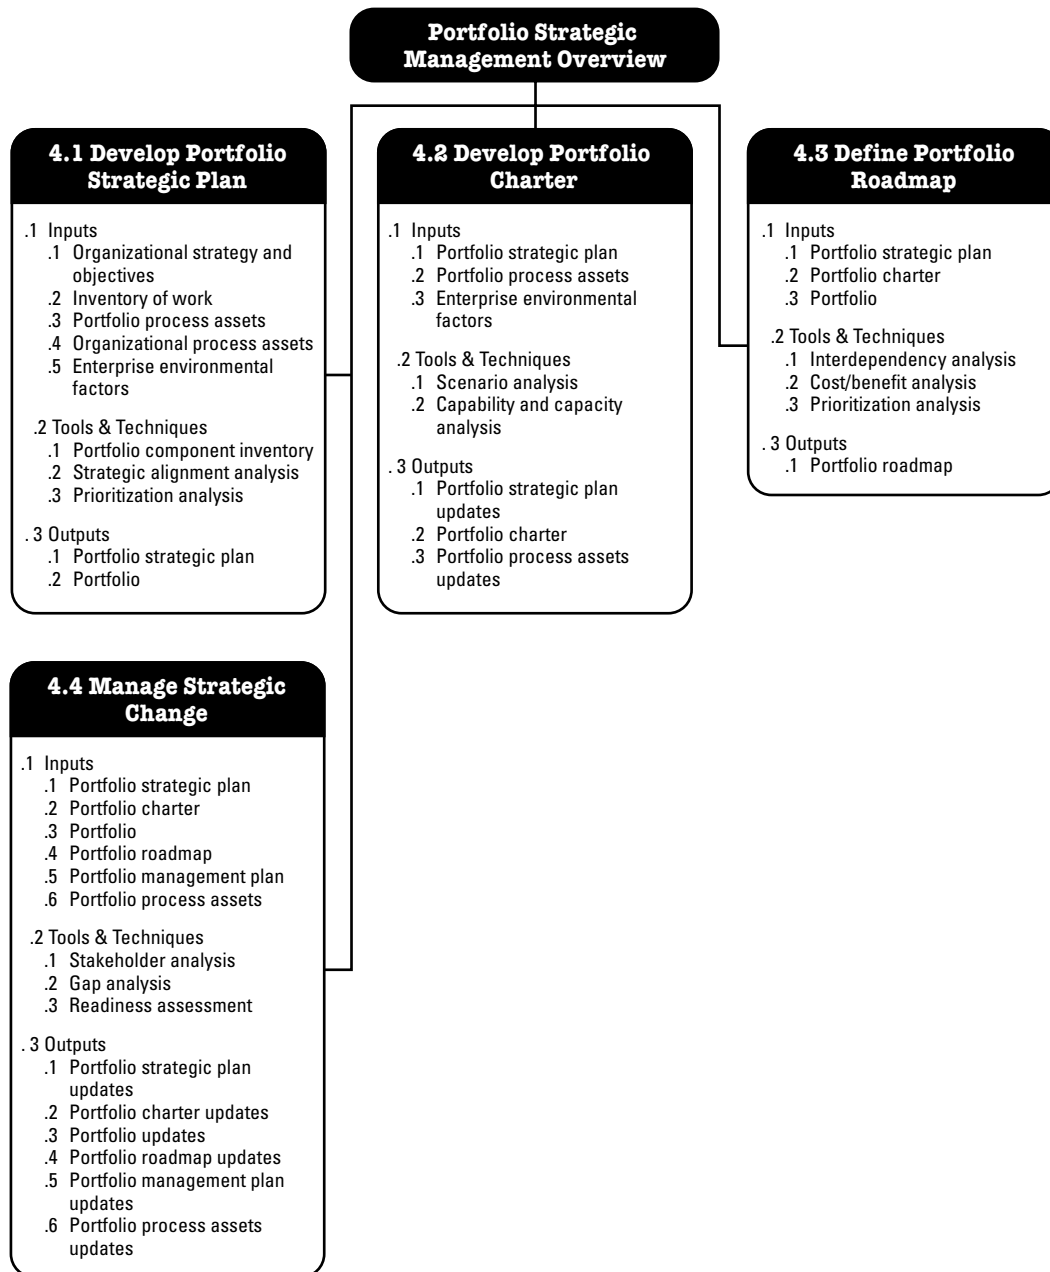 Portfolio Strategic
Management Overview
4.1 Develop Portfolio
Strategic Plan
.1 Inputs
.1 Organizational strategy and
objectives
.2 Inventory of work
.3 Portfolio process assets
.4 Organizational process assets
.5 Enterprise environmental
factors
.2 Tools & Techniques
.1 Portfolio component inventory
.2 Strategic alignment analysis
.3 Prioritization analysis
. 3 Outputs
.1 Portfolio strategic plan
.2 Portfolio
4.2 Develop Portfolio
Charter
.1 Inputs
.1 Portfolio strategic plan
.2 Portfolio process assets
.3 Enterprise environmental
factors
.2 Tools & Techniques
.1 Scenario analysis
.2 Capability and capacity
analysis
. 3 Outputs
.1 Portfolio strategic plan
updates
.2 Portfolio charter
.3 Portfolio process assets
updates
4.3 Define Portfolio
Roadmap
.1 Inputs
.1 Portfolio strategic plan
.2 Portfolio charter
.3 Portfolio
.2 Tools & Techniques
.1 Interdependency analysis
.2 Cost/benefit analysis
.3 Prioritization analysis
. 3 Outputs
.1 Portfolio roadmap
4.4 Manage Strategic
Change
.1 Inputs
.1 Portfolio strategic plan
.2 Portfolio charter
.3 Portfolio
.4 Portfolio roadmap
.5 Portfolio management plan
.6 Portfolio process assets
.2 Tools & Techniques
.1 Stakeholder analysis
.2 Gap analysis
.3 Readiness assessment
. 3 Outputs
.1 Portfolio strategic plan
updates
.2 Portfolio charter updates
.3 Portfolio updates
.4 Portfolio roadmap updates
.5 Portfolio management plan
updates
.6 Portfolio process assets
updates